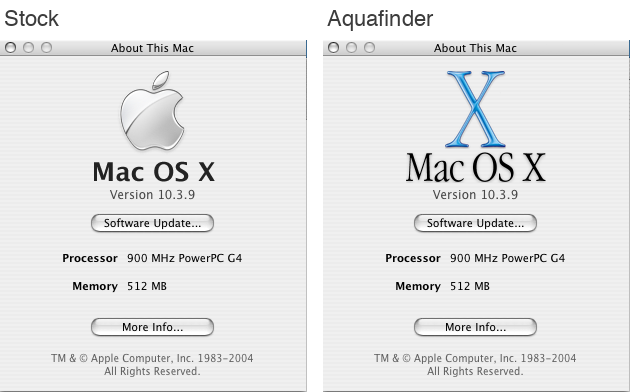 Stock
About This Mac
Mac OS X
Version 10.3.9
Software Update...
Processor 900 MHz PowerPC G4
Memory 512 MB
More Info...
TM & © Apple Computer, Inc. 1983-2004
All Rights Reserved.
Aquafinder
About This Mac
X
Mac OS X
Version 10.3.9
Software Update...
Processor 900 MHz PowerPC G4
Memory 512 MB
More Info...
TM & © Apple Computer, Inc. 1983-2004
All Rights Reserved.